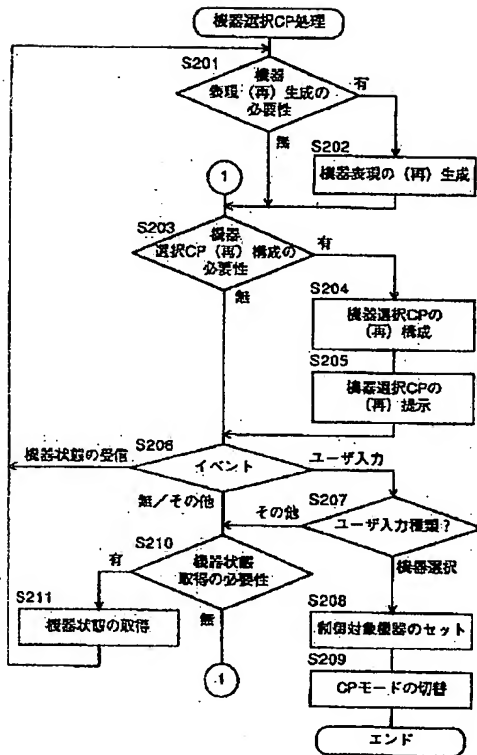 機器選択CP処理
S201
機器
表現(再)生成の
必要性
有
無
S202
機器表現の(再)生成
1
S203
機器
選択CP(再)構成の
必要性
有
無
S204
機器選択CPの
(再)構成
S205
機器選択CPの
(再)提示
機器状態の受信
S206
イベント
ユーザ入力
無/その他
その他
S207
ユーザ入力種類?
機器選択
S210
有
機器状態
取得の必要性
無
S211
機器状態の取得
1
S208
制御対象機器のセット
S209
CPモードの切替
エンド